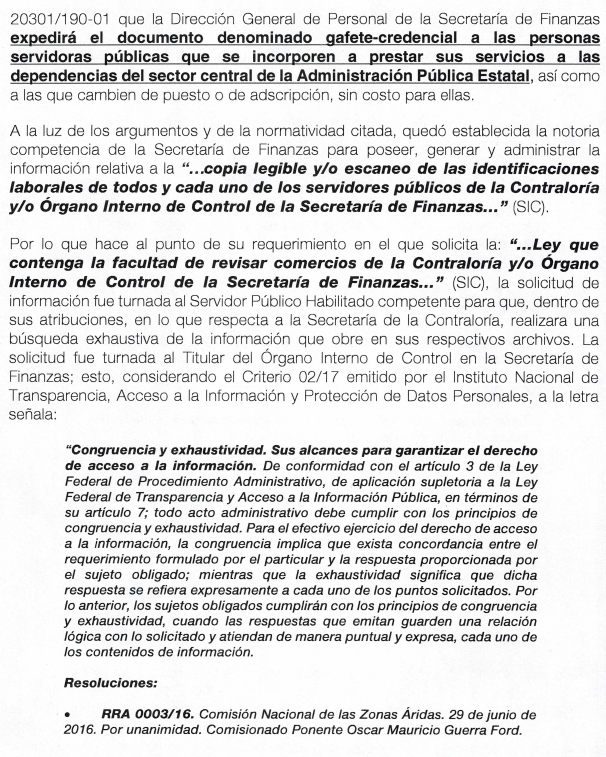 20301/190-01 que la Dirección General de Personal de la Secretaría de Finanzas
expedirá el documento denominado gafete-credencial a las personas
servidoras públicas que se incorporen a prestar sus servicios a las
dependencias del sector central de la Administración Pública Estatal, así como
a las que cambien de puesto o de adscripción, sin costo para ellas.
A la luz de los argumentos y de la normatividad citada, quedó establecida la notoria
competencia de la Secretaría de Finanzas para poseer, generar y administrar la
información relativa a la “...copia legible y/o escaneo de las identificaciones
laborales de todos y cada uno de los servidores públicos de la Contraloría
y/o Órgano Interno de Control de la Secretaría de Finanzas...” (SIC).
Por lo que hace al punto de su requerimiento en el que solicita la: “...Ley que
contenga la facultad de revisar comercios de la Contraloría y/o Órgano
Interno de Control de la Secretaría de Finanzas...” (SIC), la solicitud de
información fue turnada al Servidor Público Habilitado competente para que, dentro de
sus atribuciones, en lo que respecta a la Secretaría de la Contraloría, realizara una
búsqueda exhaustiva de la información que obre en sus respectivos archivos. La
solicitud fue turnada al Titular del Órgano Interno de Control en la Secretaría de
Finanzas; esto, considerando el Criterio 02/17 emitido por el Instituto Nacional de
Transparencia, Acceso a la Información y Protección de Datos Personales, a la letra
señala:
“Congruencia y exhaustividad. Sus alcances para garantizar el derecho
de acceso a la información. De conformidad con el artículo 3 de la Ley
Federal de Procedimiento Administrativo, de aplicación supletoria a la Ley
Federal de Transparencia y Acceso a la Información Pública, en términos de
su artículo 7; todo acto administrativo debe cumplir con los principios de
congruencia y exhaustividad. Para el efectivo ejercicio del derecho de acceso
a la información, la congruencia implica que exista concordancia entre el
requerimiento formulado por el particular y la respuesta proporcionada por
el sujeto obligado; mientras que la exhaustividad significa que dicha
respuesta se refiera expresamente a cada uno de los puntos solicitados. Por
lo anterior, los sujetos obligados cumplirán con los principios de congruencia
y exhaustividad, cuando las respuestas que emitan guarden una relación
lógica con lo solicitado y atiendan de manera puntual y expresa, cada uno de
los contenidos de información.
Resoluciones:
• RRA 0003/16. Comisión Nacional de las Zonas Áridas. 29 de junio de
2016. Por unanimidad. Comisionado Ponente Oscar Mauricio Guerra Ford.